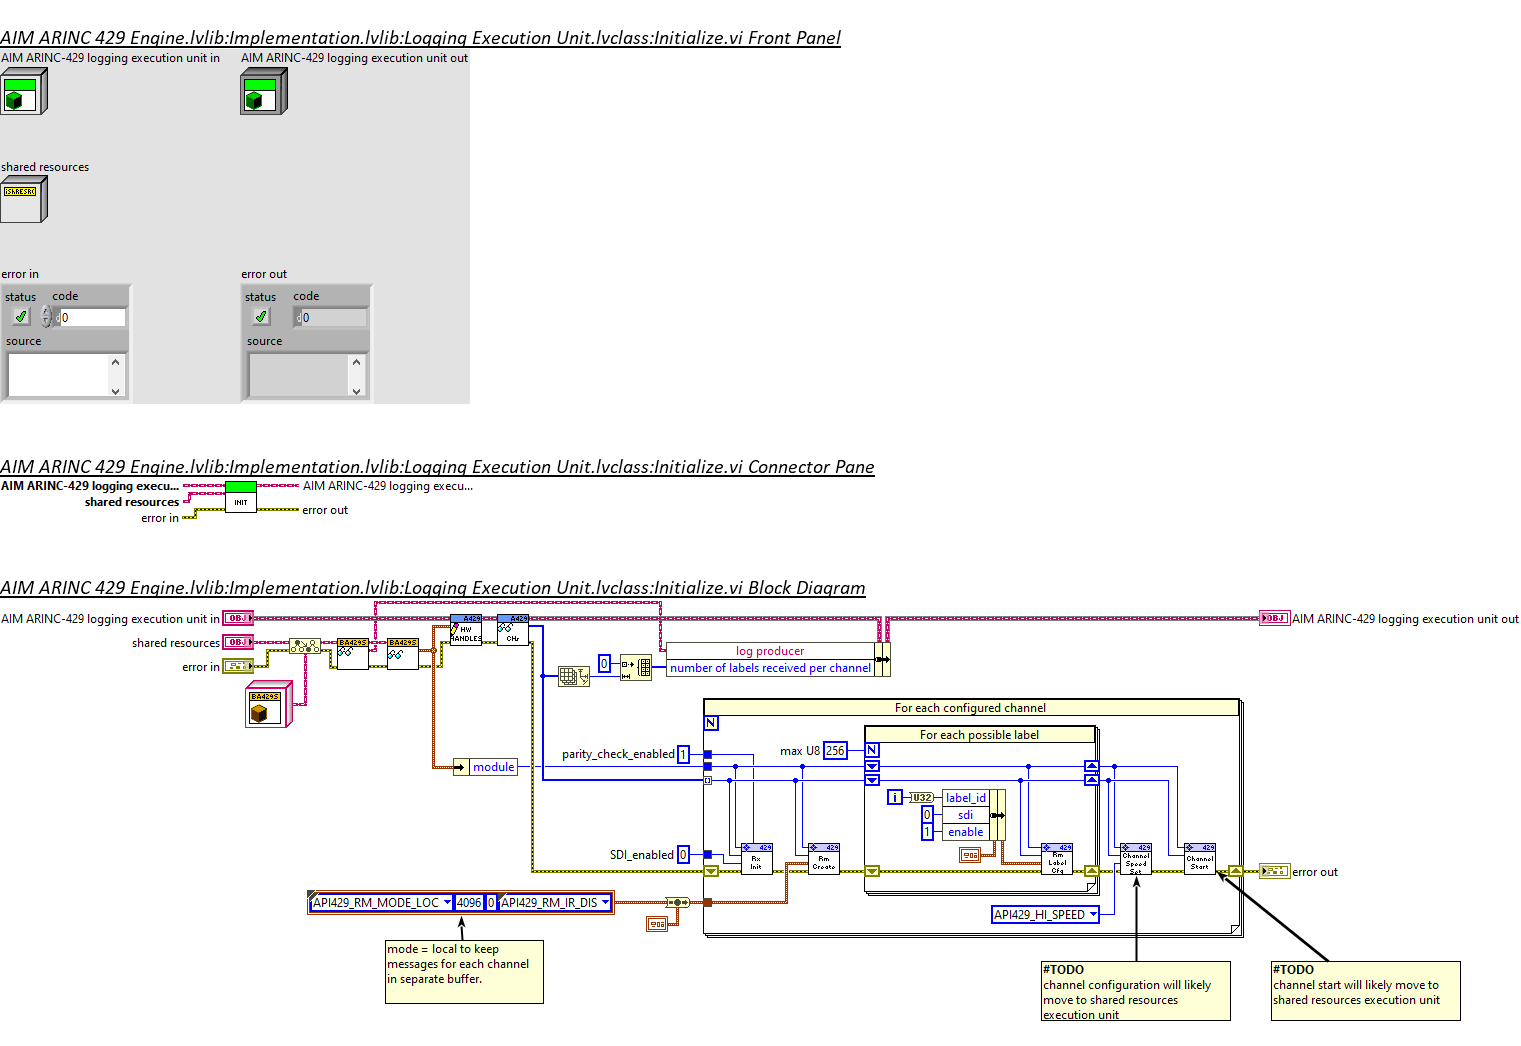 AIM ARINC 429 Engine.lvlib:Implementation.lvlib:Logging Execution Unit.lvclass:Initialize.vi Front Panel
AIM ARINC-429 logging execution unit in
AIM ARINC-429 logging execution unit out
shared resources
error in
error out
status
code
status
code
0
0
source
source
AIM ARINC 429 Engine.lvlib:Implementation.lvlib:Logging Execution Unit.lvclass:Initialize.vi Connector Pane
AIM ARINC-429 logging execu...
AIM ARINC-429 logging execu...
shared resources
INIT
error in
error out
AIM ARINC 429 Engine.lvlib:Implementation.lvlib:Logging Execution Unit.lvclass:Initialize.vi Block Diagram
AIM ARINC-429 logging execution unit in
OBJ
A429
HW
HANDLES
A429
CHs
OBJ
AIM ARINC-429 logging execution unit out
shared resources
OBJ
BA429S
BA429S
error in
log producer
0
number of labels received per channel
BA429S
For each configured channel
N
For each possible label
parity_check_enabled
1
max U8
256
N
module
i
U32
label_id
0
sdi
1
enable
SDI_enabled
0
429
Rx
Init
429
Rm
Create
429
Rm
Label
Cfg
429
Channel
Speed
Set
429
Channel
Start
error out
API429_RM_MODE_LOC
4096
0
API429_RM_IR_DIS
API429_HI_SPEED
mode = local to keep
messages for each channel
in separate buffer.
#TODO
channel configuration will likely
move to shared resources
execution unit
#TODO
channel start will likely move to
shared resources execution unit